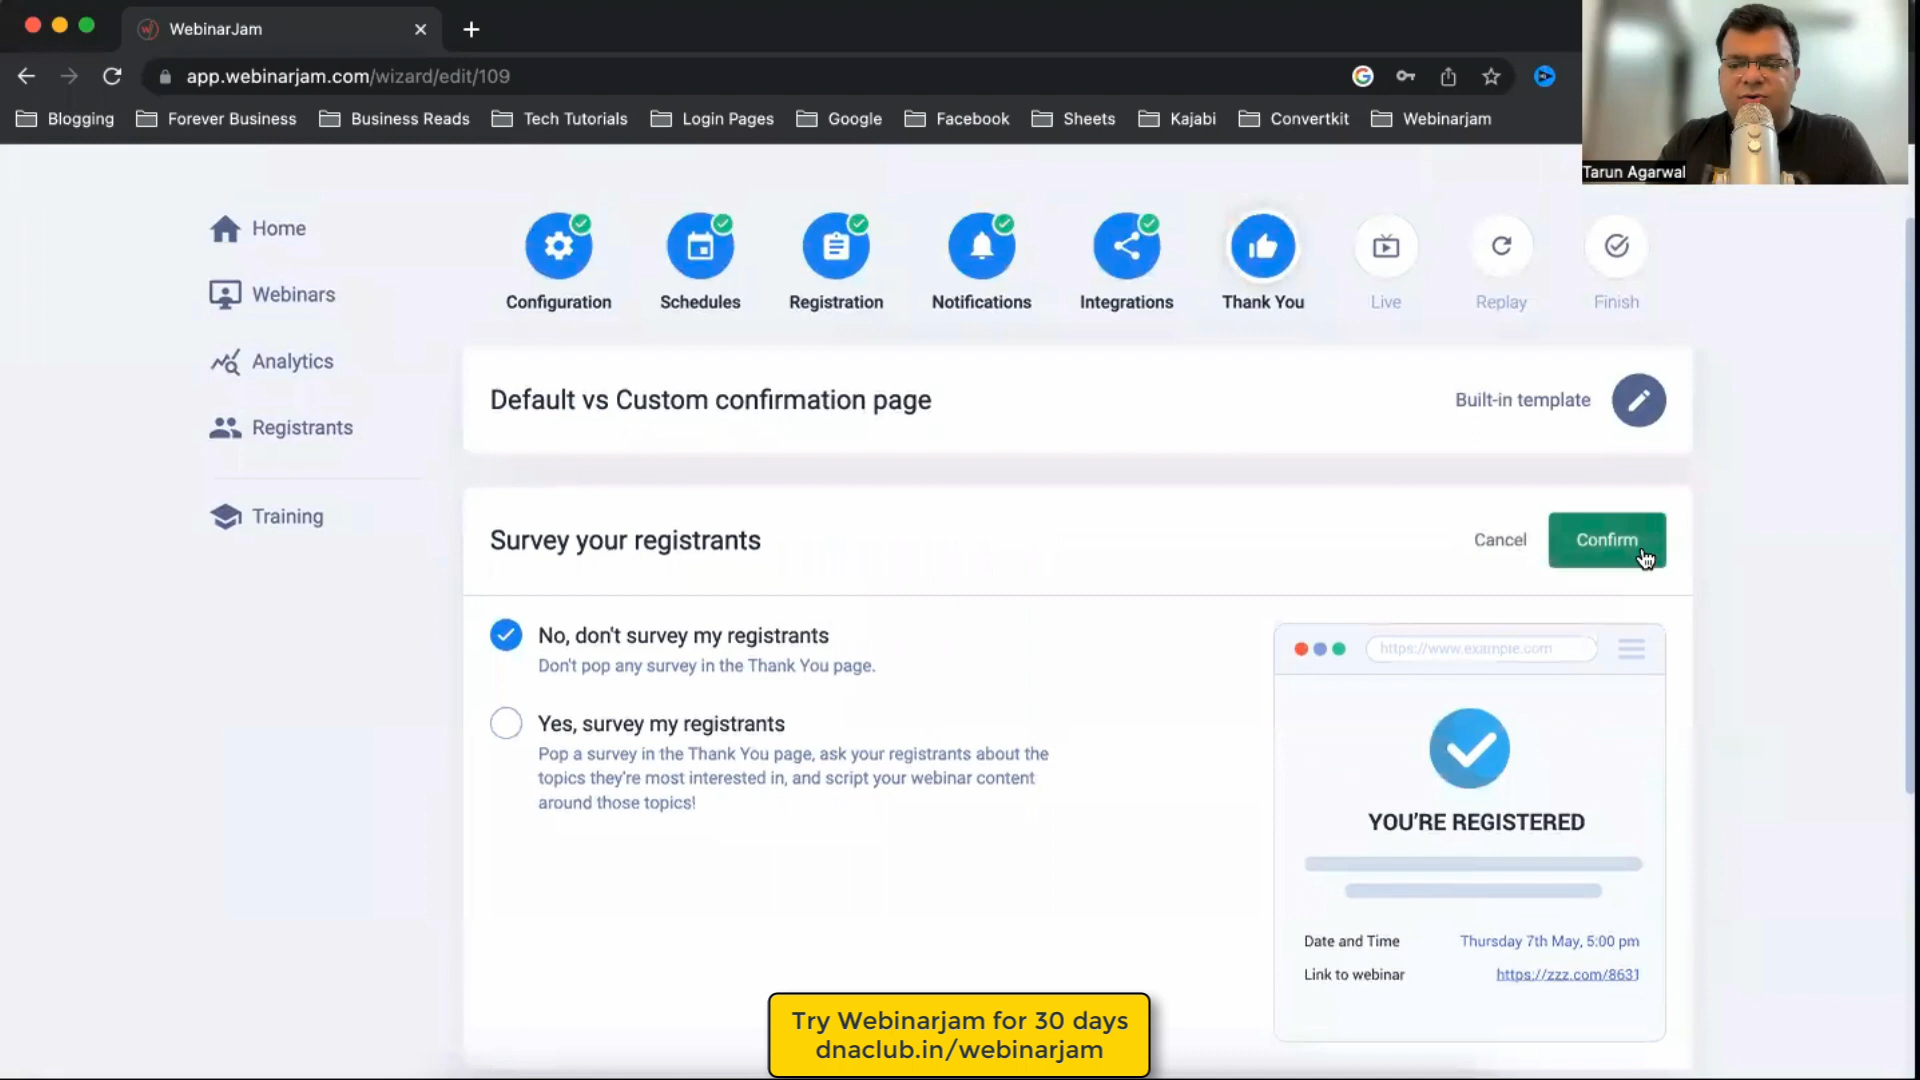 WebinarJam
app.webinarjam.com/wizard/edit/109
Blogging
Forever Business
Business Reads
Tech Tutorials
Login Pages
Google
Facebook
Sheets
Kajabi
Convertkit
Webinarjam
Tarun Agarwal
Home
Webinars
Analytics
Registrants
Training
Configuration
Schedules
Registration
Notifications
Integrations
Thank You
Live
Replay
Finish
Default vs Custom confirmation page
Built-in template
Survey your registrants
Cancel
Confirm
No, don't survey my registrants
Don't pop any survey in the Thank You page.
Yes, survey my registrants
Pop a survey in the Thank You page, ask your registrants about the
topics they're most interested in, and script your webinar content
around those topics!
https://www.example.com
YOU'RE REGISTERED
Date and Time
Thursday 7th May, 5:00 pm
Link to webinar
https://zzz.com/8631
Try Webinarjam for 30 days
dnaclub.in/webinarjam